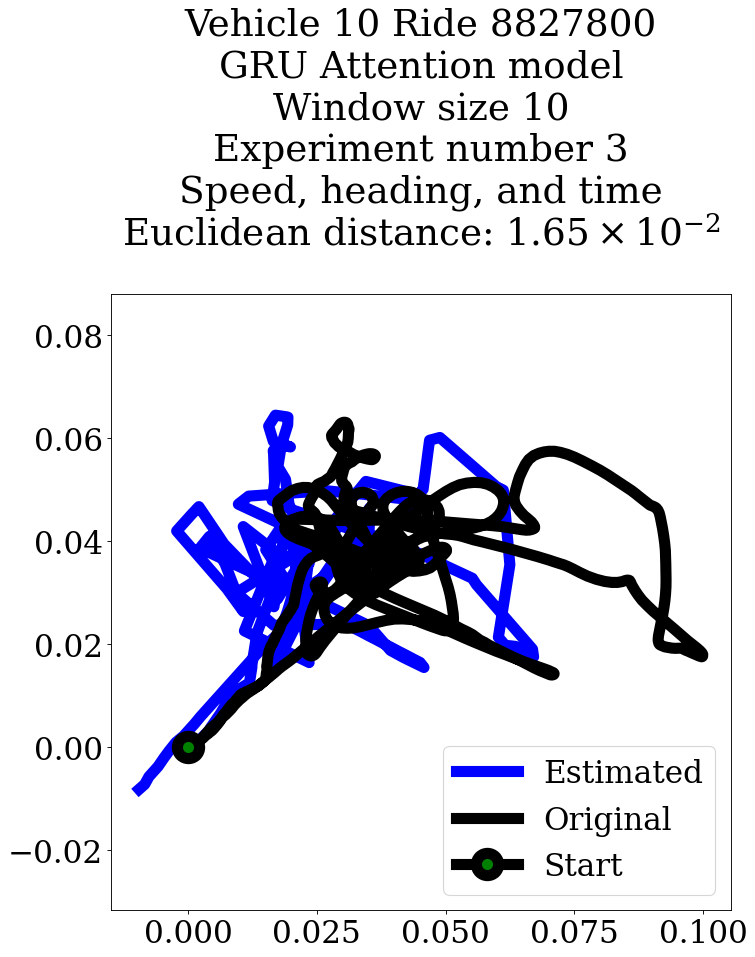 Vehicle 10 Ride 8827800
GRU Attention model
Window size 10
Experiment number 3
Speed, heading, and time
Euclidean distance: 1.65 × 10⁻²
0.08
0.06
0.04
0.02
0.00
−0.02
Estimated
Original
Start
0.000 0.025 0.050 0.075 0.100